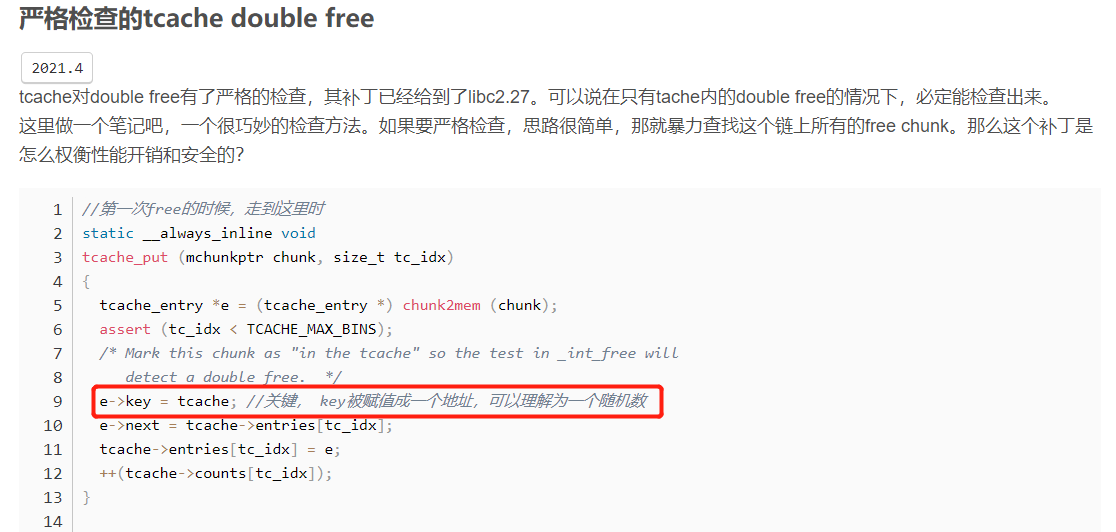 严格检查的tcache double free
2021.4
tcache对double free有了严格的检查，其补丁已经给到了libc2.27。可以说在只有tache内的double free的情况下，必定能检查出来。
这里做一个笔记吧，一个很巧妙的检查方法。如果要严格检查，思路很简单，那就暴力查找这个链上所有的free chunk。那么这个补丁是
怎么权衡性能开销和安全的？
1 //第一次free的时候，走到这里时
2 static __always_inline void
3 tcache_put (mchunkptr chunk, size_t tc_idx)
4 {
5   tcache_entry *e = (tcache_entry *) chunk2mem (chunk);
6   assert (tc_idx < TCACHE_MAX_BINS);
7   /* Mark this chunk as "in the tcache" so the test in _int_free will
8      detect a double free.  */
9   e->key = tcache; //关键， key被赋值成一个地址，可以理解为一个随机数
10   e->next = tcache->entries[tc_idx];
11   tcache->entries[tc_idx] = e;
12   ++(tcache->counts[tc_idx]);
13 }
14